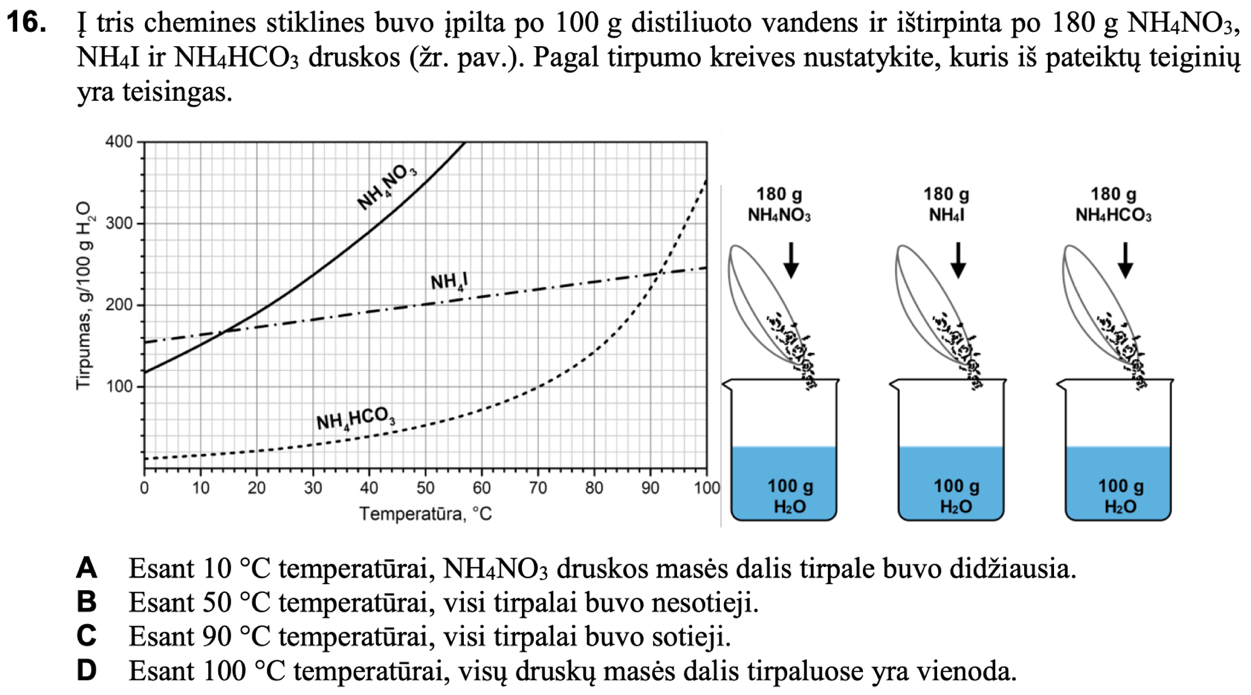 16. Į tris chemines stiklines buvo įpilta po 100 g distiliuoto vandens ir ištirpinta po 180 g NH₄NO₃,
NH₄I ir NH₄HCO₃ druskos (žr. pav.). Pagal tirpumo kreives nustatykite, kuris iš pateiktų teiginių
yra teisingas.
Tirpumas, g/100 g H₂O
400
300
200
100
NH₄NO₃
NH₄I
NH₄HCO₃
0 10 20 30 40 50 60 70 80 90 100
Temperatūra, °C
180 g
NH₄NO₃
180 g
NH₄I
180 g
NH₄HCO₃
100 g
H₂O
100 g
H₂O
100 g
H₂O
A Esant 10 °C temperatūrai, NH₄NO₃ druskos masės dalis tirpale buvo didžiausia.
B Esant 50 °C temperatūrai, visi tirpalai buvo nesotieji.
C Esant 90 °C temperatūrai, visi tirpalai buvo sotieji.
D Esant 100 °C temperatūrai, visų druskų masės dalis tirpaluose yra vienoda.